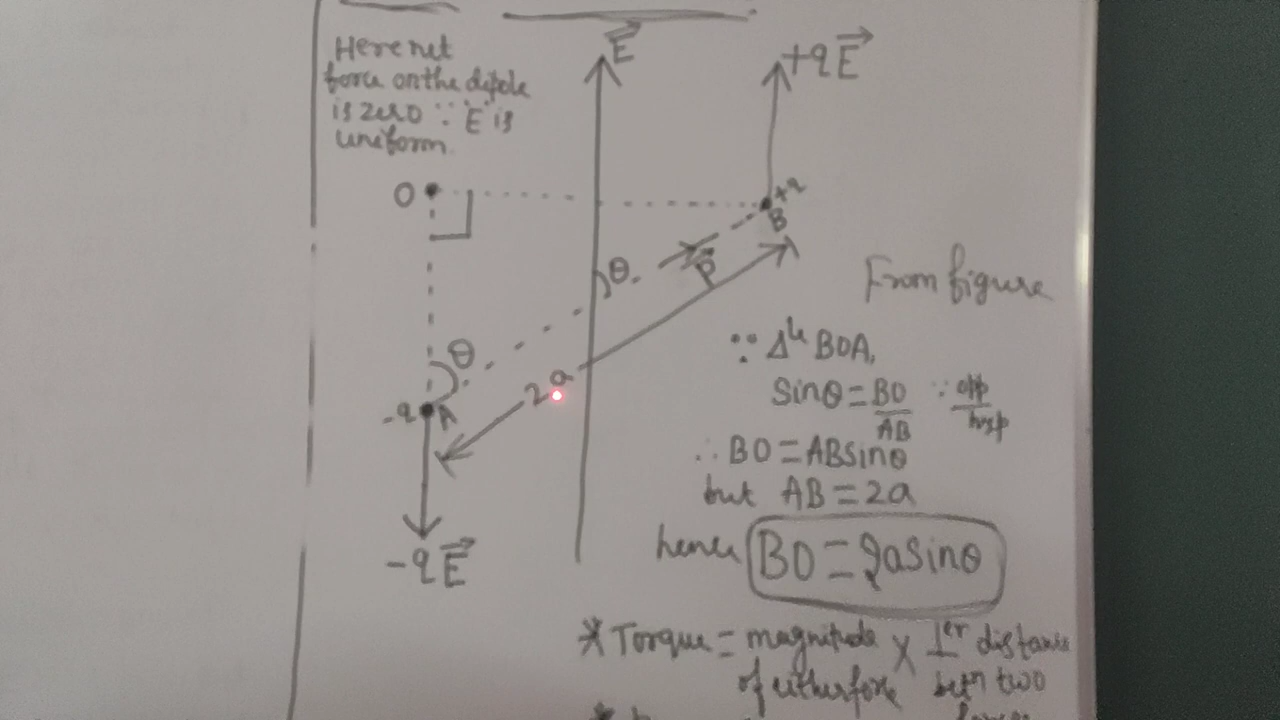 Here net
force on the dipole
is zero ∵ 'E' is
uniform.
E⃗
+qE⃗
O
+q
B
θ
P⃗
θ
2a
-q A
-qE⃗
From figure
∵ Δle BOA,
Sinθ = BO/AB ∵ opp/hyp
∴ BO = ABsinθ
but AB = 2a
hence BO = 2asinθ
* Torque = magnitude × ⊥er distance
of either force betn two